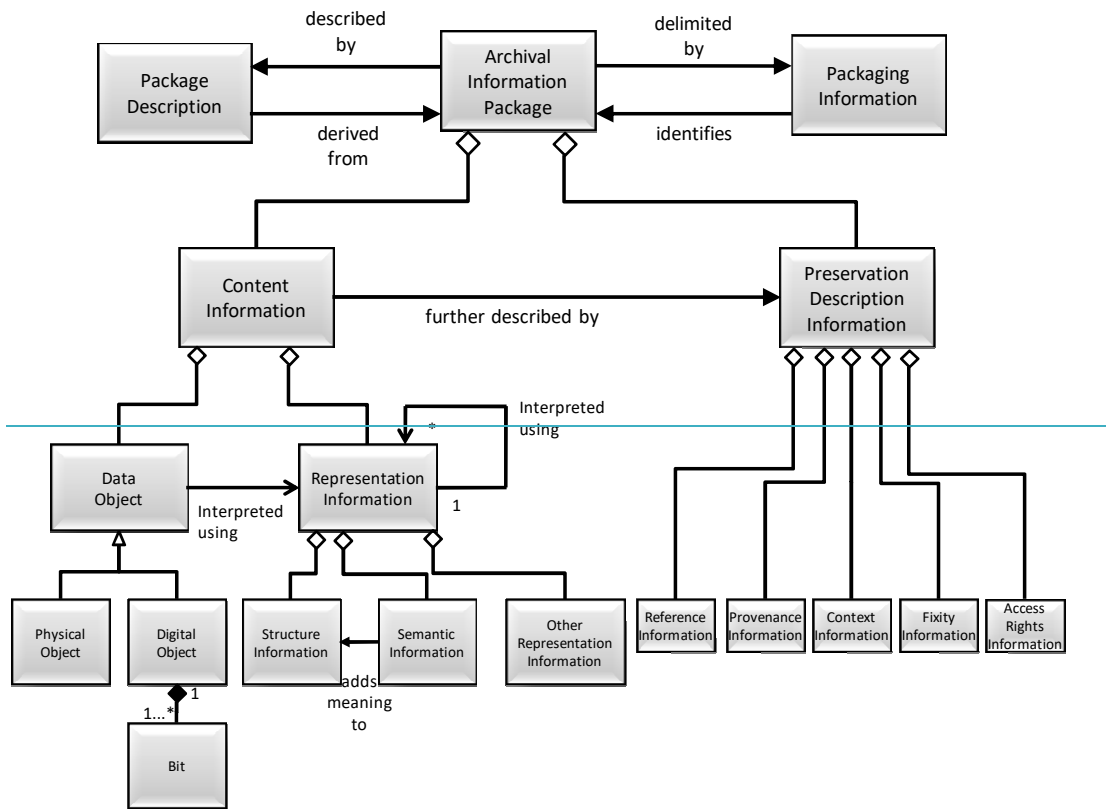 described
by
delimited
by
Package
Description
Archival
Information
Package
Packaging
Information
derived
from
identifies
Content
Information
further described by
Preservation
Description
Information
Interpreted
using
*
Data
Object
Interpreted
using
Representation
Information
1
Physical
Object
Digital
Object
Structure
Information
Semantic
Information
Other
Representation
Information
Reference
Information
Provenance
Information
Context
Information
Fixity
Information
Access
Rights
Information
adds
meaning
to
1
1...*
Bit